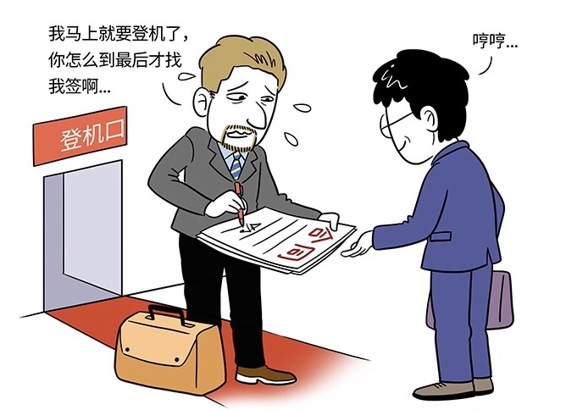 我马上就要登机了，
你怎么到最后才找
我签啊...
哼哼...
登机口
合同